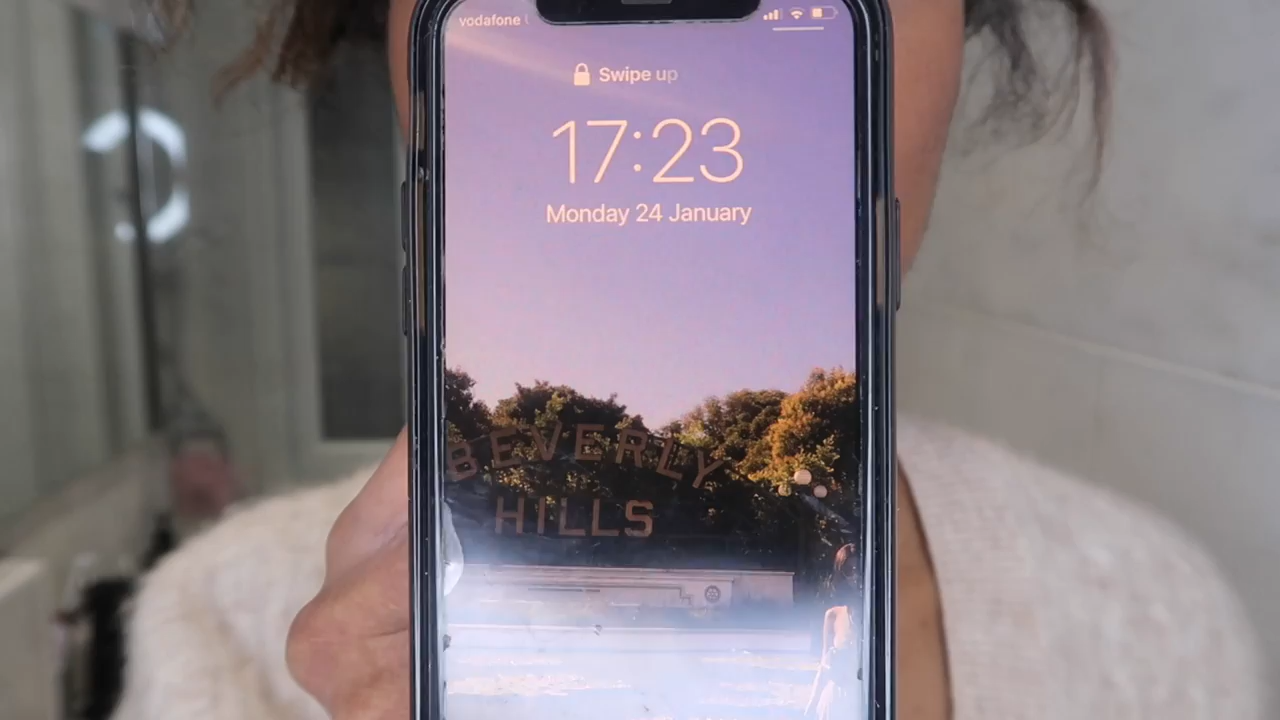 vodafone
Swipe up
17:23
Monday 24 January
BEVERLY
HILLS